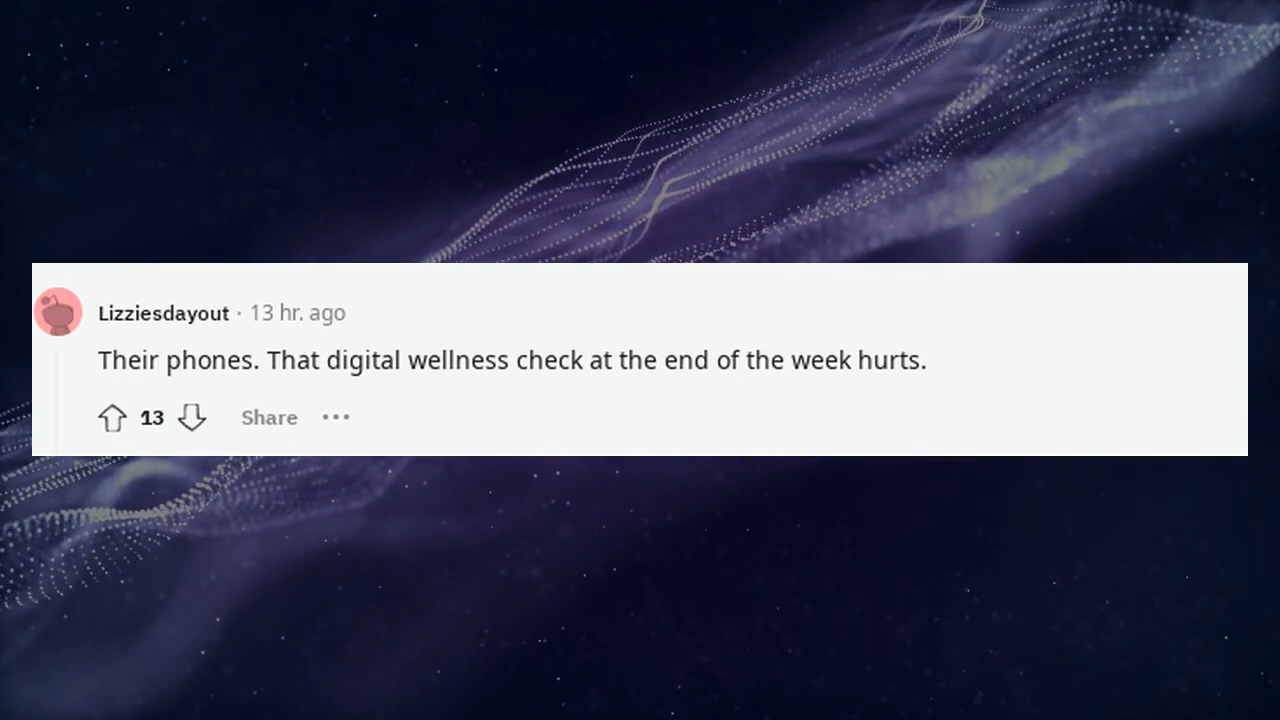 Lizziesdayout · 13 hr. ago
Their phones. That digital wellness check at the end of the week hurts.
13 Share •••